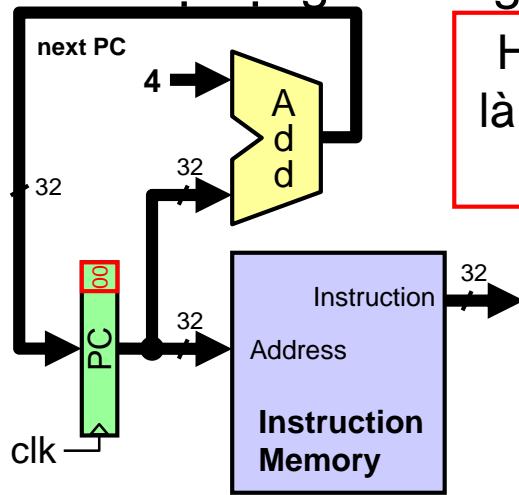 next PC
H
là
4
A
d
d
32
32
00
PC
clk
32
Instruction
32
Address
Instruction
Memory